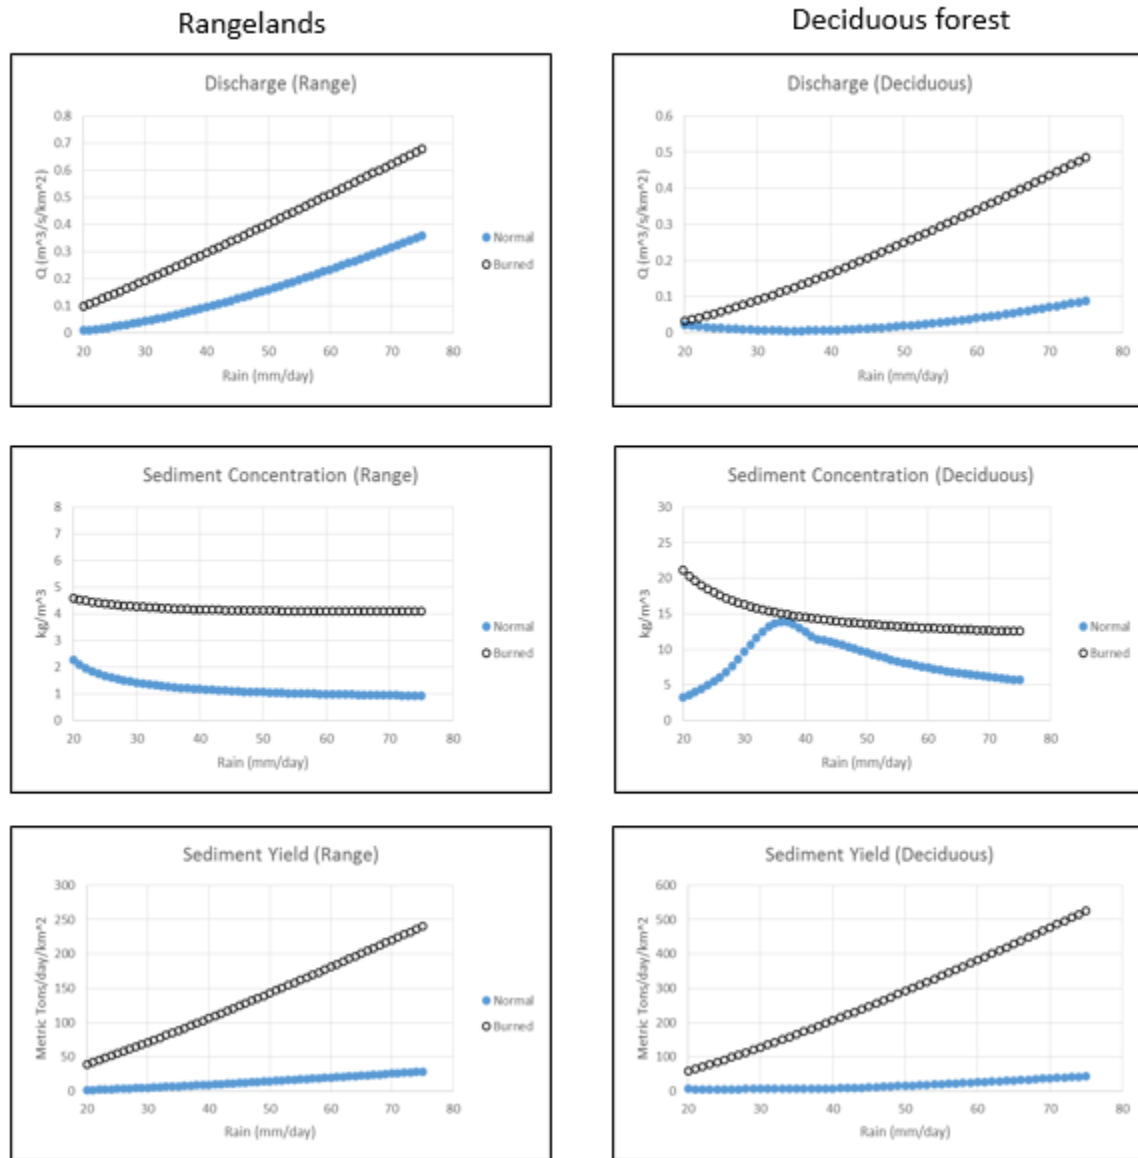 Rangelands
Deciduous forest
Discharge (Range)
Q (m^3/s/km^2)
0.8
0.7
0.6
0.5
0.4
0.3
0.2
0.1
0
20 30 40 50 60 70 80
Rain (mm/day)
Normal
Burned
Discharge (Deciduous)
Q (m^3/s/km^2)
0.6
0.5
0.4
0.3
0.2
0.1
0
20 30 40 50 60 70 80
Rain (mm/day)
Sediment Concentration (Range)
kg/m^3
8
7
6
5
4
3
2
1
0
20 30 40 50 60 70 80
Rain (mm/day)
Normal
Burned
Sediment Concentration (Deciduous)
kg/m^3
30
25
20
15
10
5
0
20 30 40 50 60 70 80
Rain (mm/day)
Normal
Burned
Sediment Yield (Range)
Metric Tons/day/km^2
300
250
200
150
100
50
0
20 30 40 50 60 70 80
Rain (mm/day)
Normal
Burned
Sediment Yield (Deciduous)
Metric Tons/day/km^2
600
500
400
300
200
100
0
20 30 40 50 60 70 80
Rain (mm/day)